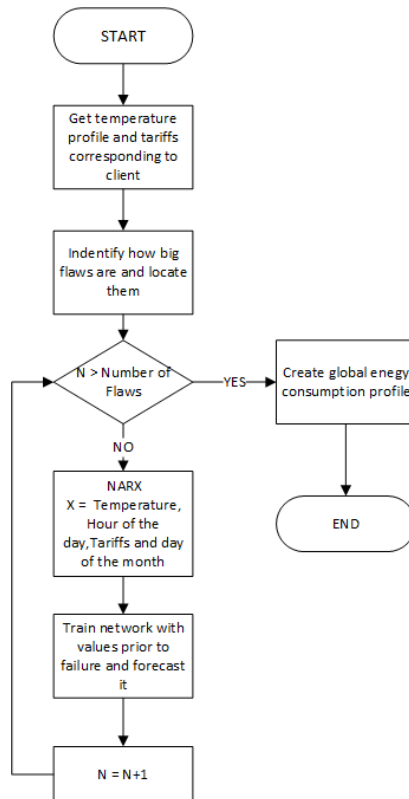 START
Get temperature
profile and tariffs
corresponding to
client
Indentify how big
flaws are and locate
them
N > Number of
Flaws
YES
Create global enegy
consumption profile
NO
END
NARX
X = Temperature,
Hour of the
day,Tariffs and day
of the month
Train network with
values prior to
failure and forecast
it
N = N+1